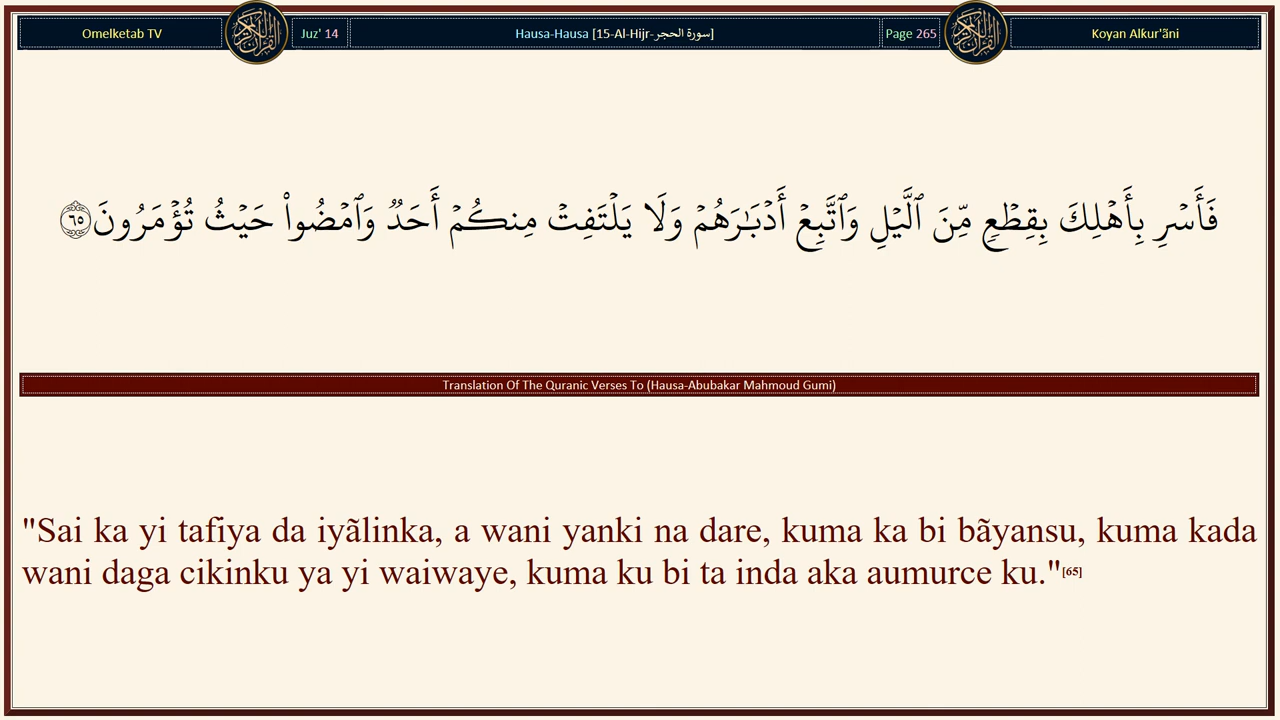 Omelketab TV
Juz' 14
Hausa-Hausa [15-Al-Hijr-سورة الحجر]
Page 265
Koyan Alƙur'ãni
فَأَسۡرِ بِأَهۡلِكَ بِقِطۡعٖ مِّنَ ٱلَّيۡلِ وَٱتَّبِعۡ أَدۡبَٰرَهُمۡ وَلَا يَلۡتَفِتۡ مِنكُمۡ أَحَدٞ وَٱمۡضُواْ حَيۡثُ تُؤۡمَرُونَ ٦٥
Translation Of The Quranic Verses To (Hausa-Abubakar Mahmoud Gumi)
"Sai ka yi tafiya da iyãlinka, a wani yanki na dare, kuma ka bi bãyansu, kuma kada
wani daga cikinku ya yi waiwaye, kuma ku bi ta inda aka aumurce ku."[65]